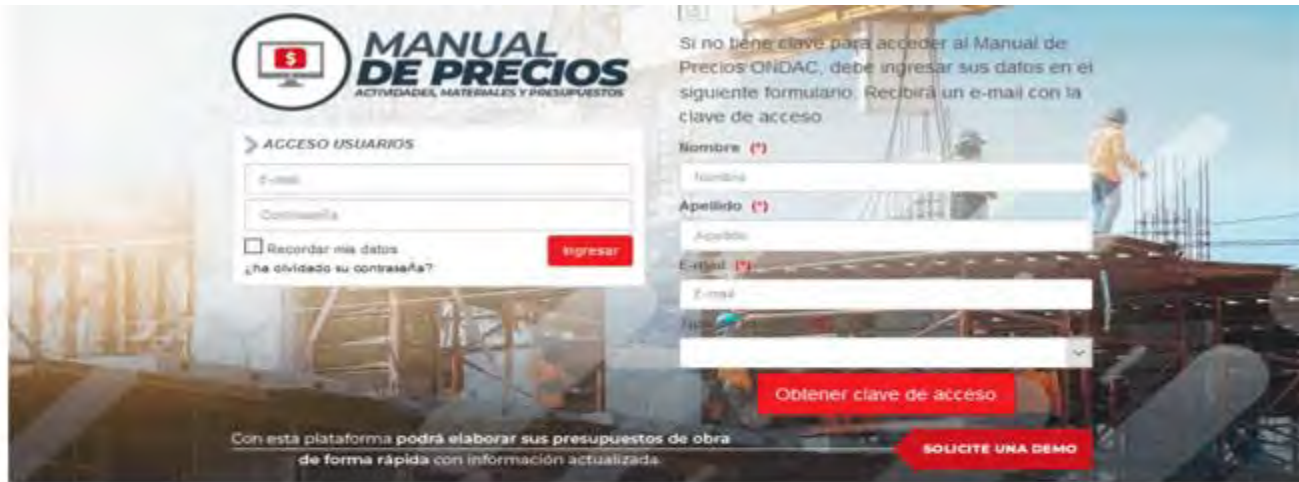 $
MANUAL
DE PRECIOS
ACTIVIDADES, MATERIALES Y PRESUPUESTOS
ACCESO USUARIOS
E-mail
Contraseña
Recordar mis datos
Ingresar
¿ha olvidado su contraseña?
Si no tiene clave para acceder al Manual de
Precios ONDAC, debe ingresar sus datos en el
siguiente formulario. Recibirá un e-mail con la
clave de acceso
Nombre (*)
Nombre
Apellido (*)
Apellido
E-mail (*)
E-mail
Obtener clave de acceso
Con esta plataforma podrá elaborar sus presupuestos de obra
de forma rápida con información actualizada.
SOLICITE UNA DEMO